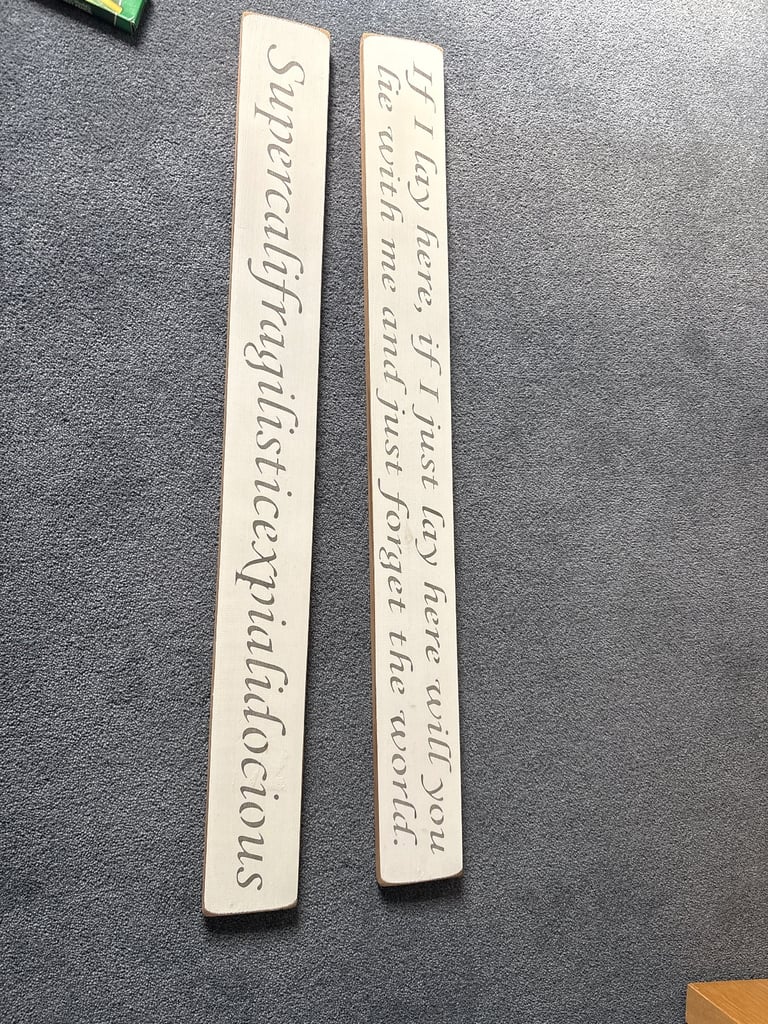 Supercalifragilisticexpialidocious
If I lay here, if I just lay here will you
lie with me and just forget the world.